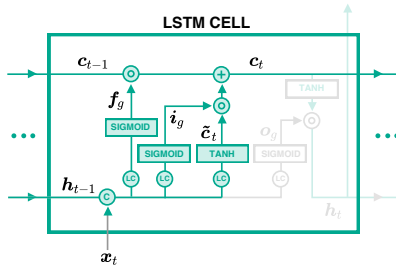 LSTM CELL
c_{t-1} c_t
TANH
f_g i_g o_g
SIGMOID
c̃_t
SIGMOID TANH SIGMOID
LC LC LC LC
h_{t-1} C
h_t
x_t